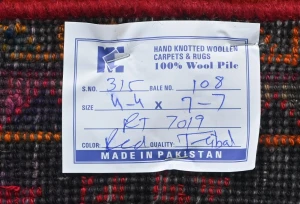 HAND KNOTTED WOOLLEN
CARPETS & RUGS
100% Wool Pile
S.NO. 315 BALE NO. 108
SIZE 4-4 x 7-7
RT 7019
COLOR: Red QUALITY: Tribal
MADE IN PAKISTAN